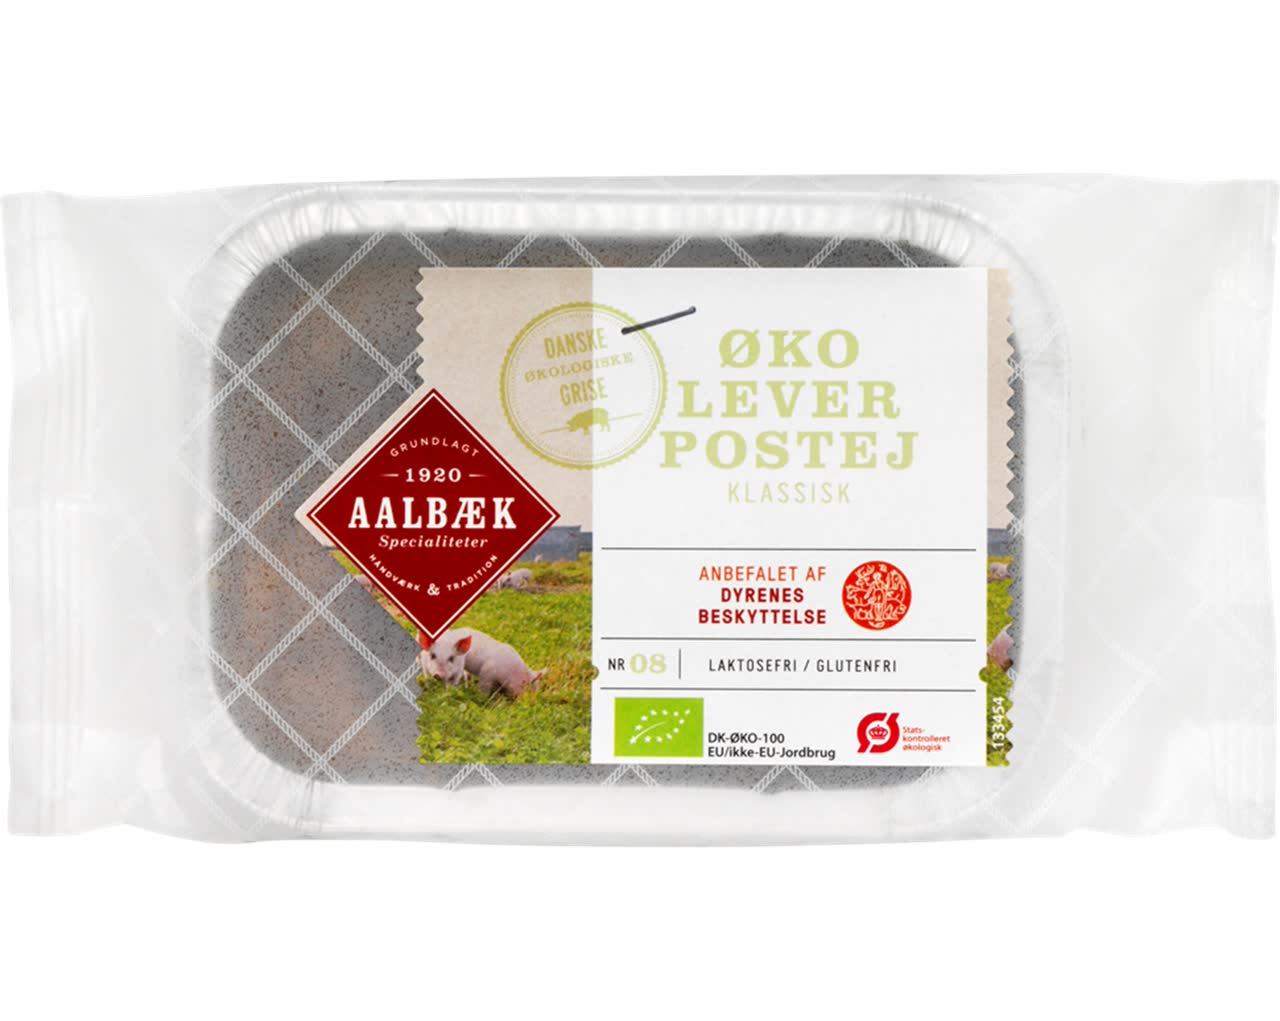 DANSKE
ØKOLOGISKE
GRISE
ØKO
LEVER
POSTEJ
KLASSISK
GRUNDLAGT
1920
AALBÆK
Specialiteter
HÅNDVÆRK & TRADITION
ANBEFALET AF
DYRENES
BESKYTTELSE
NR 08
LAKTOSEFRI / GLUTENFRI
DK-ØKO-100
EU/ikke-EU-Jordbrug
Ø
Stats-
kontrolleret
økologisk
133454